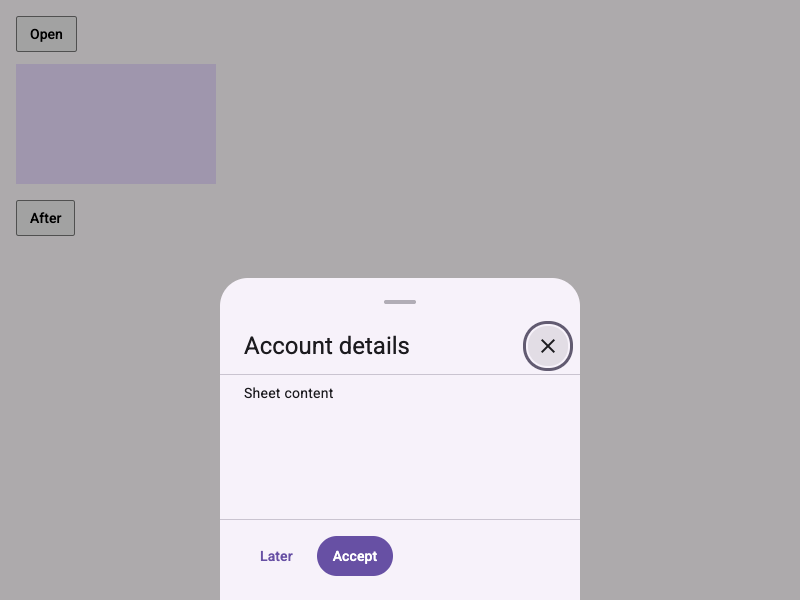 Open
After
Account details
Sheet content
Later
Accept